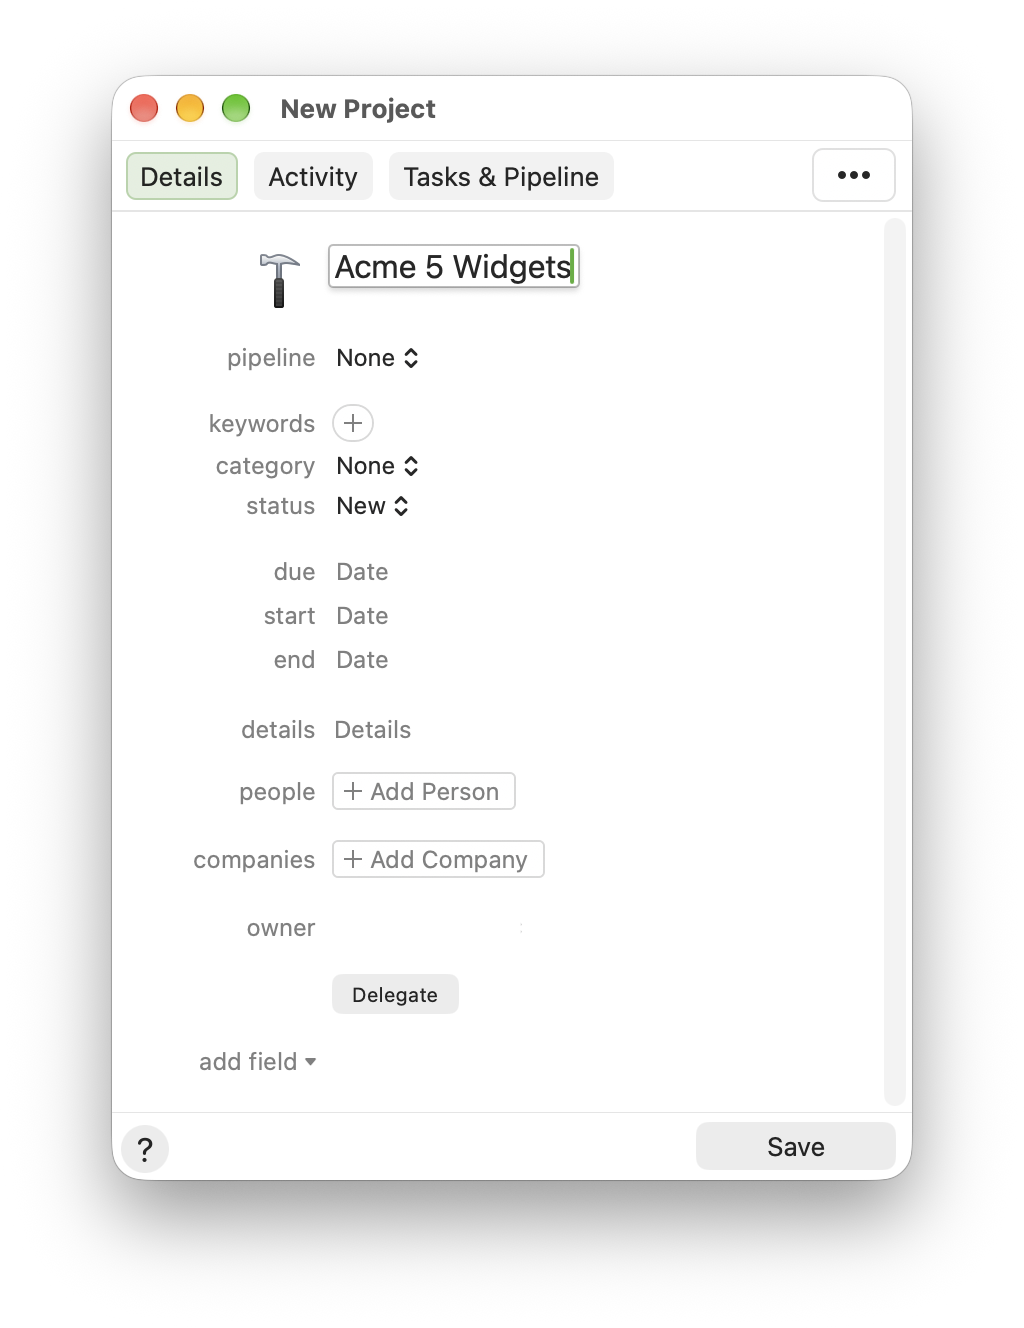 New Project
Details Activity Tasks & Pipeline •••
Acme 5 Widgets
pipeline None
keywords +
category None
status New
due Date
start Date
end Date
details Details
people + Add Person
companies + Add Company
owner
Delegate
add field
? Save